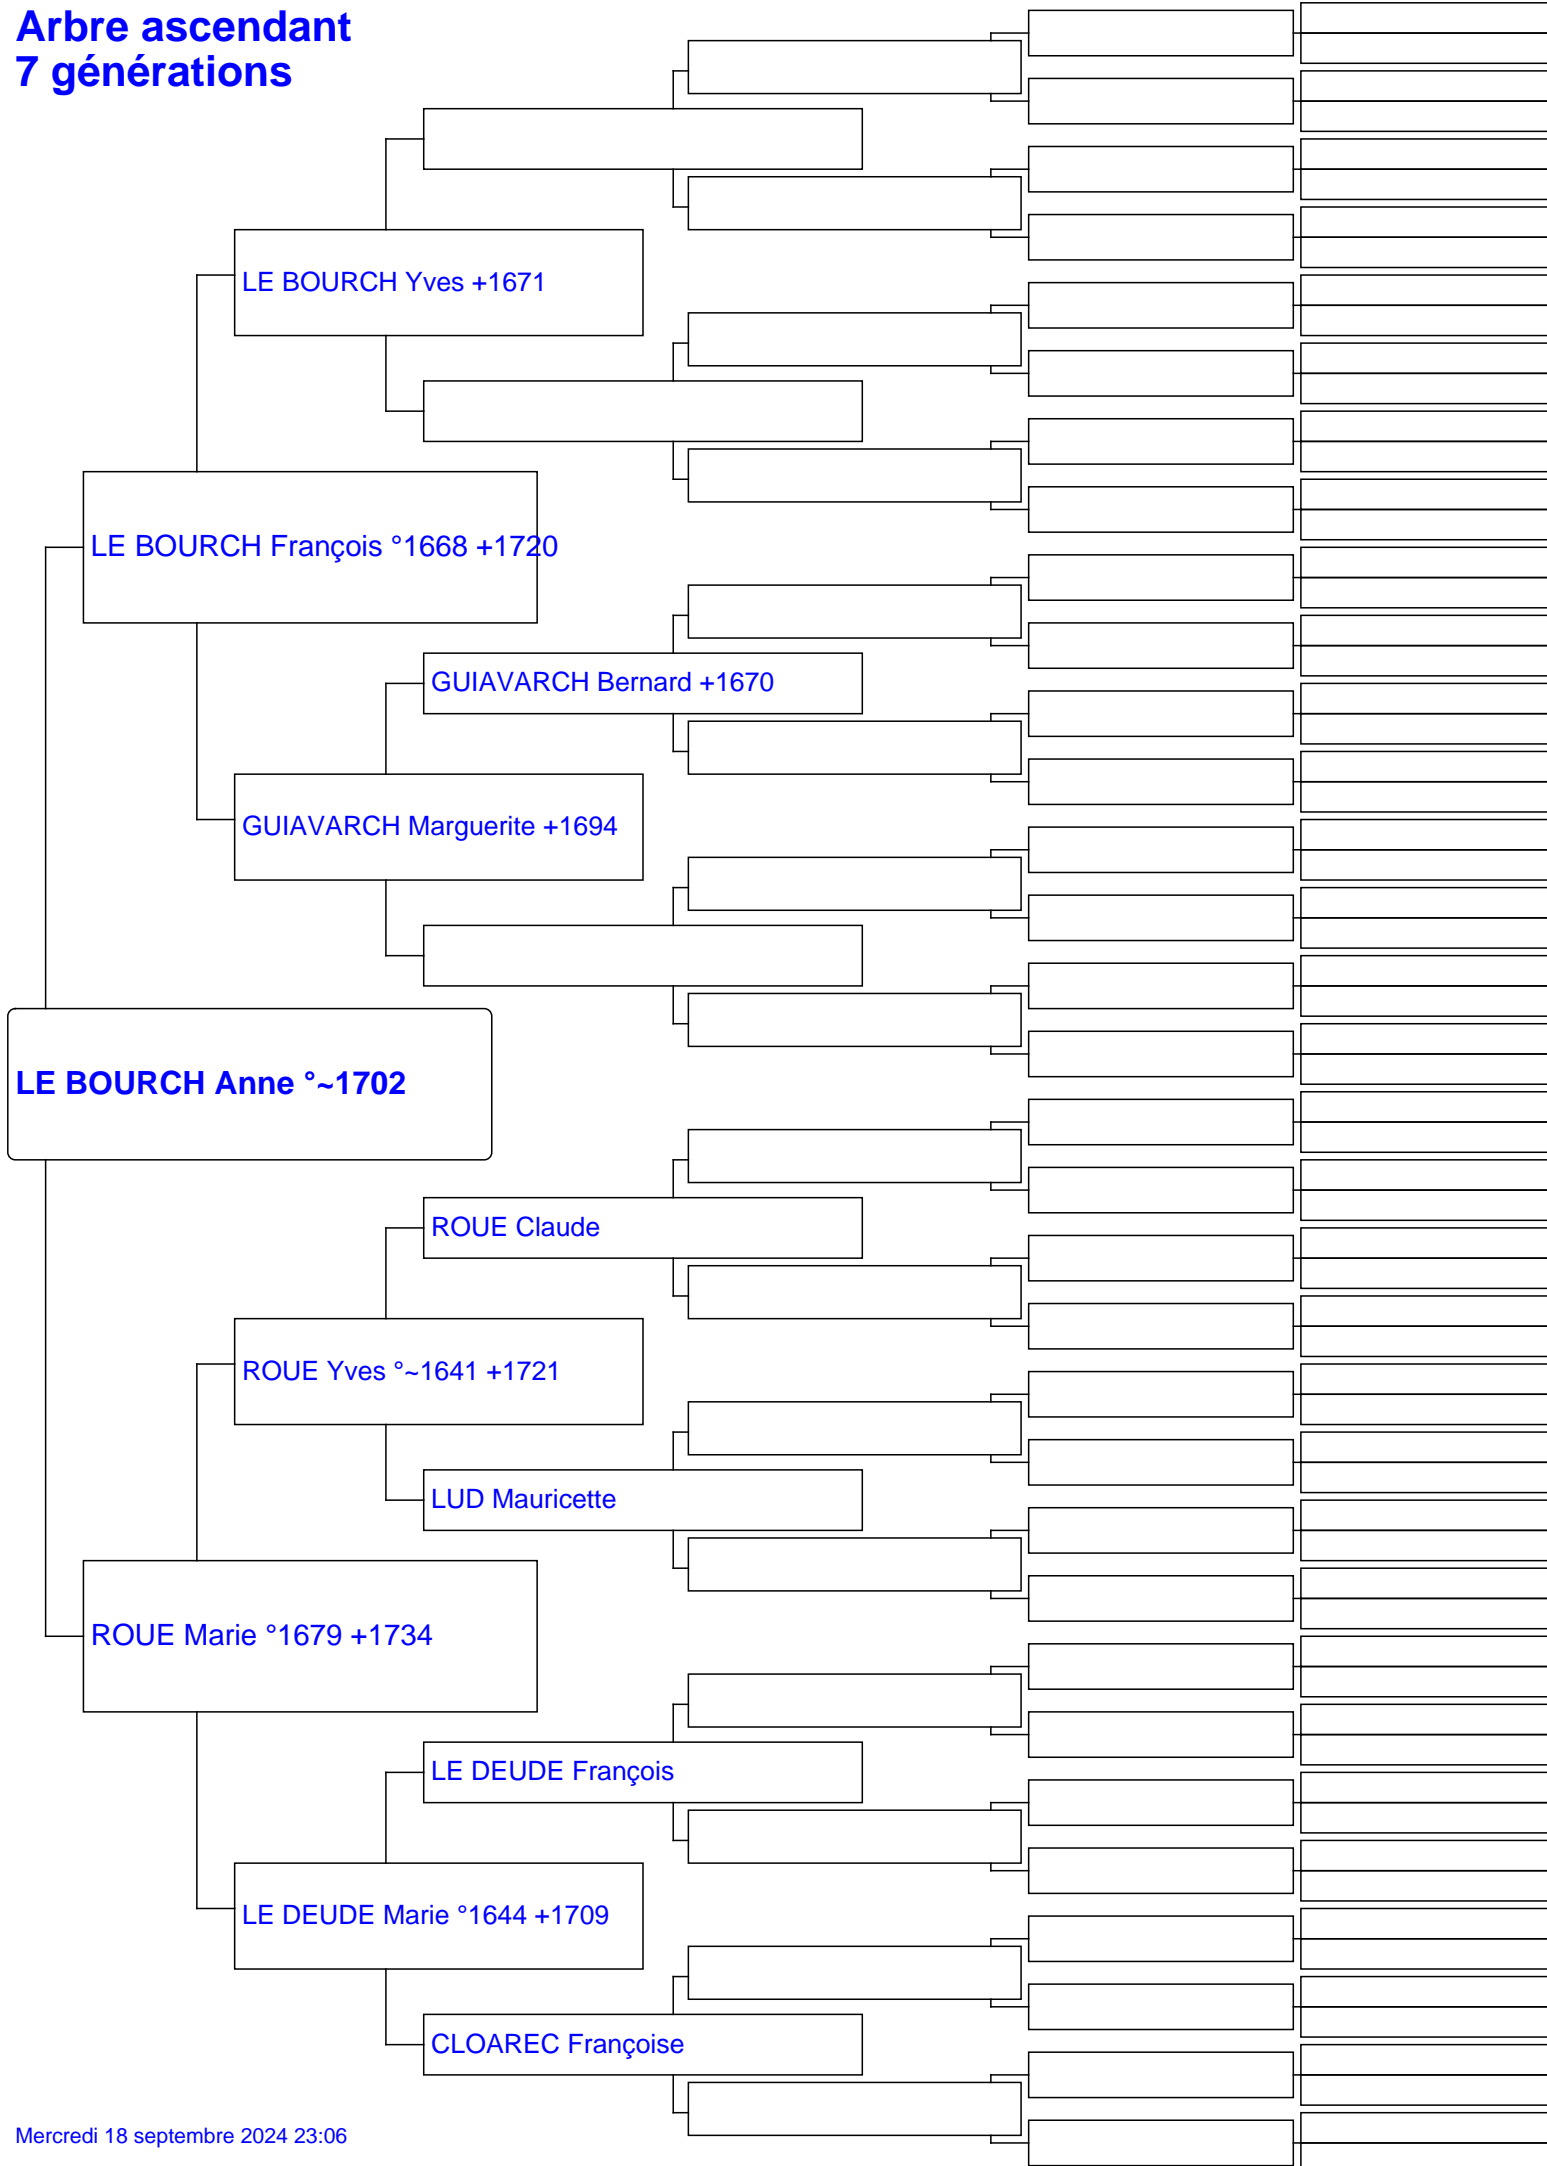 Arbre ascendant
7 générations
LE BOURCH Yves +1671
LE BOURCH François °1668 +1720
GUIAVARCH Bernard +1670
GUIAVARCH Marguerite +1694
LE BOURCH Anne °~1702
ROUE Claude
ROUE Yves °~1641 +1721
LUD Mauricette
ROUE Marie °1679 +1734
LE DEUDE François
LE DEUDE Marie °1644 +1709
CLOAREC Françoise
Mercredi 18 septembre 2024 23:06